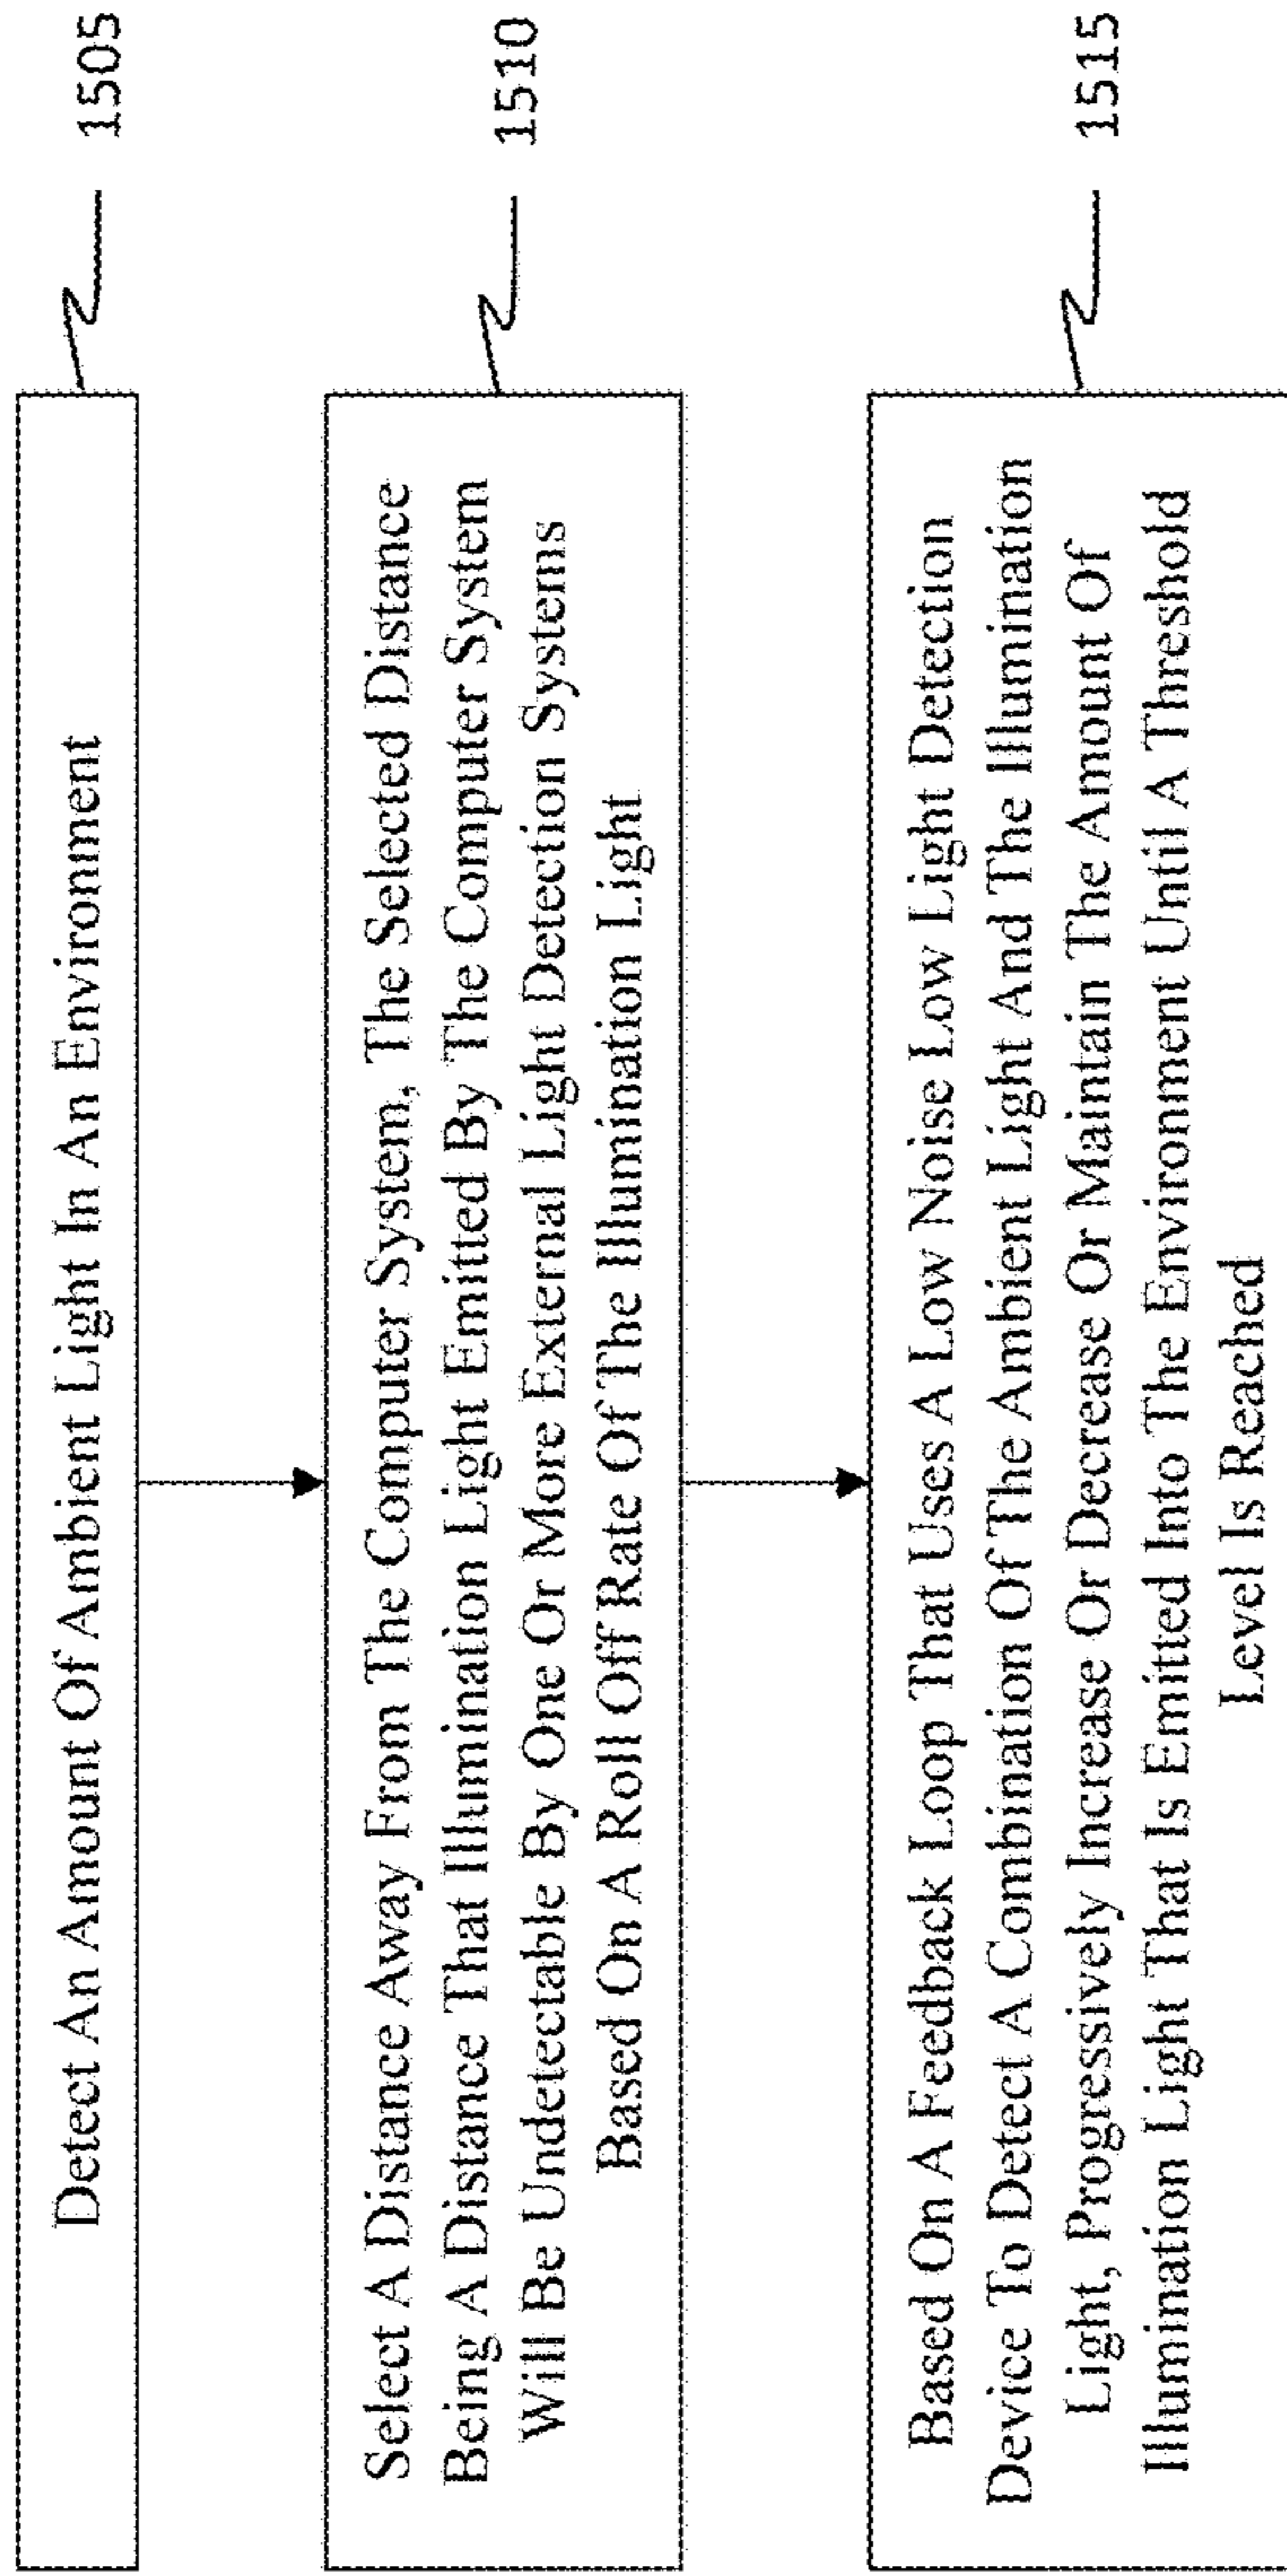 Detect An Amount Of Ambient Light In An Environment
1505
Select A Distance Away From The Computer System, The Selected Distance
Being A Distance That Illumination Light Emitted By The Computer System
Will Be Undetectable By One Or More External Light Detection Systems
Based On A Roll Off Rate Of The Illumination Light
1510
Based On A Feedback Loop That Uses A Low Noise Low Light Detection
Device To Detect A Combination Of The Ambient Light And The Illumination
Light, Progressively Increase Or Decrease Or Maintain The Amount Of
Illumination Light That Is Emitted Into The Environment Until A Threshold
Level Is Reached
1515